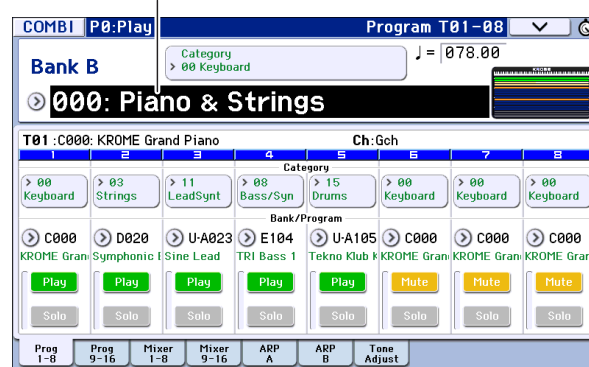 COMBI P0:Play Program T01-08
Bank B
Category
> 00 Keyboard
♩= 078.00
KROME
000: Piano & Strings
T01 :C000: KROME Grand Piano Ch:Gch
1 2 3 4 5 6 7 8
Category
> 00 > 03 > 11 > 08 > 15 > 00 > 00 > 00
Keyboard Strings LeadSynt Bass/Syn Drums Keyboard Keyboard Keyboard
Bank/Program
C000 D020 U-A023 E104 U-A105 C000 C000 C000
KROME Gran Symphonic Sine Lead TRI Bass 1 Tekno Klub KROME Gran KROME Gran KROME Gran
Play Play Play Play Play Mute Mute Mute
Solo Solo Solo Solo Solo Solo Solo Solo
Prog 1-8 Prog 9-16 Mixer 1-8 Mixer 9-16 ARP A ARP B Tone Adjust